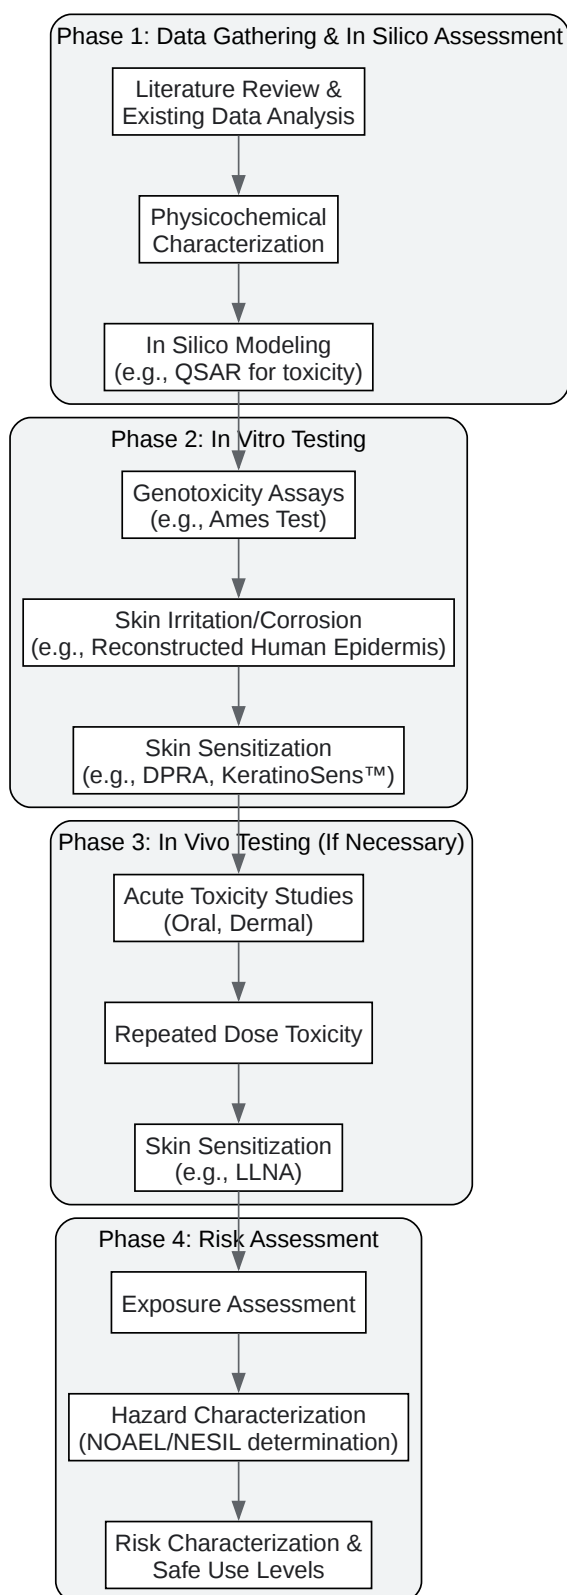 Phase 1: Data Gathering & In Silico Assessment
Literature Review &
Existing Data Analysis
Physicochemical
Characterization
In Silico Modeling
(e.g., QSAR for toxicity)
Phase 2: In Vitro Testing
Genotoxicity Assays
(e.g., Ames Test)
Skin Irritation/Corrosion
(e.g., Reconstructed Human Epidermis)
Skin Sensitization
(e.g., DPRA, KeratinoSens™)
Phase 3: In Vivo Testing (If Necessary)
Acute Toxicity Studies
(Oral, Dermal)
Repeated Dose Toxicity
Skin Sensitization
(e.g., LLNA)
Phase 4: Risk Assessment
Exposure Assessment
Hazard Characterization
(NOAEL/NESIL determination)
Risk Characterization &
Safe Use Levels